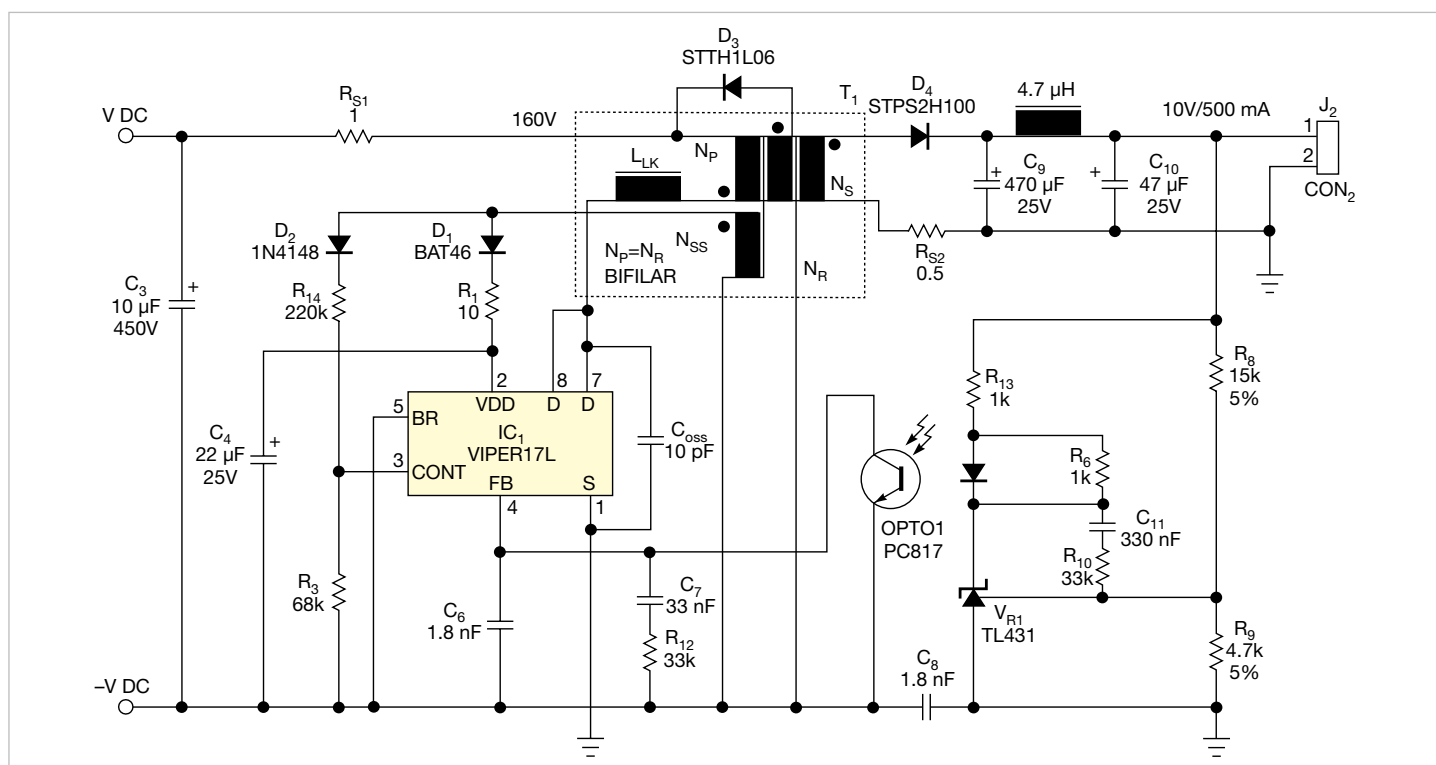 D3
STTH1L06
RS1
1
V DC
160V
T1
D4
STPS2H100
4.7 µH
10V/500 mA
J2
1
2
CON2
LLK
NP
NS
C9
470 µF
25V
C10
47 µF
25V
D2
1N4148
D1
BAT46
NSS
NP=NR
BIFILAR
NR
RS2
0.5
C3
10 µF
450V
R14
220k
R1
10
R8
15k
5%
R13
1k
2
8
7
VDD
D
D
5
BR
IC1
VIPER17L
3
CONT
FB
S
4
1
Coss
10 pF
C4
22 µF
25V
R6
1k
OPTO1
PC817
C11
330 nF
R10
33k
R3
68k
C6
1.8 nF
C7
33 nF
R12
33k
VR1
TL431
R9
4.7k
5%
C8
1.8 nF
–V DC